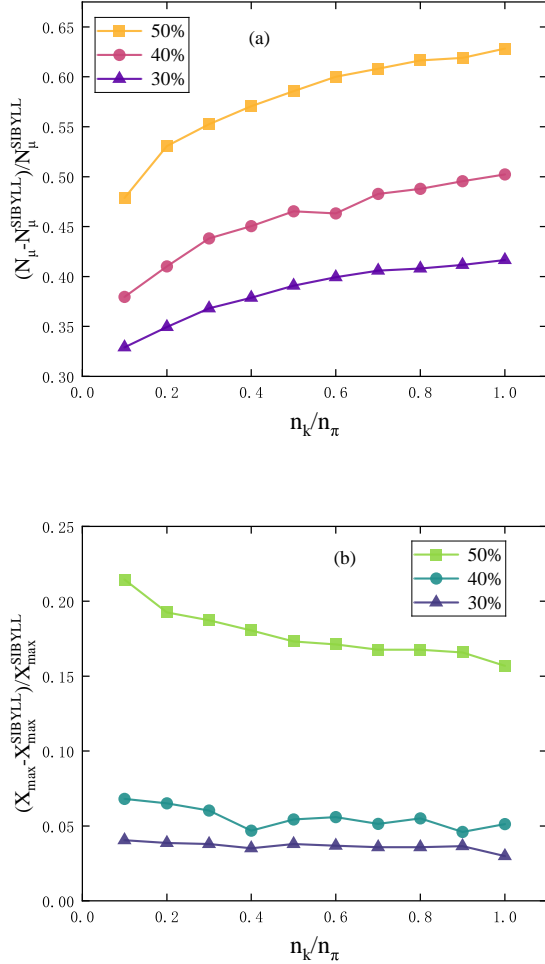 50%
40%
30%
(a)
0.65
0.60
0.55
0.50
0.45
0.40
0.35
0.30
(N_μ-N_μ^SIBYLL)/N_μ^SIBYLL
0.0 0.2 0.4 0.6 0.8 1.0
n_k/n_π
0.25
0.20
0.15
0.10
0.05
0.00
(b)
50%
40%
30%
(X_max-X_max^SIBYLL)/X_max^SIBYLL
0.0 0.2 0.4 0.6 0.8 1.0
n_k/n_π